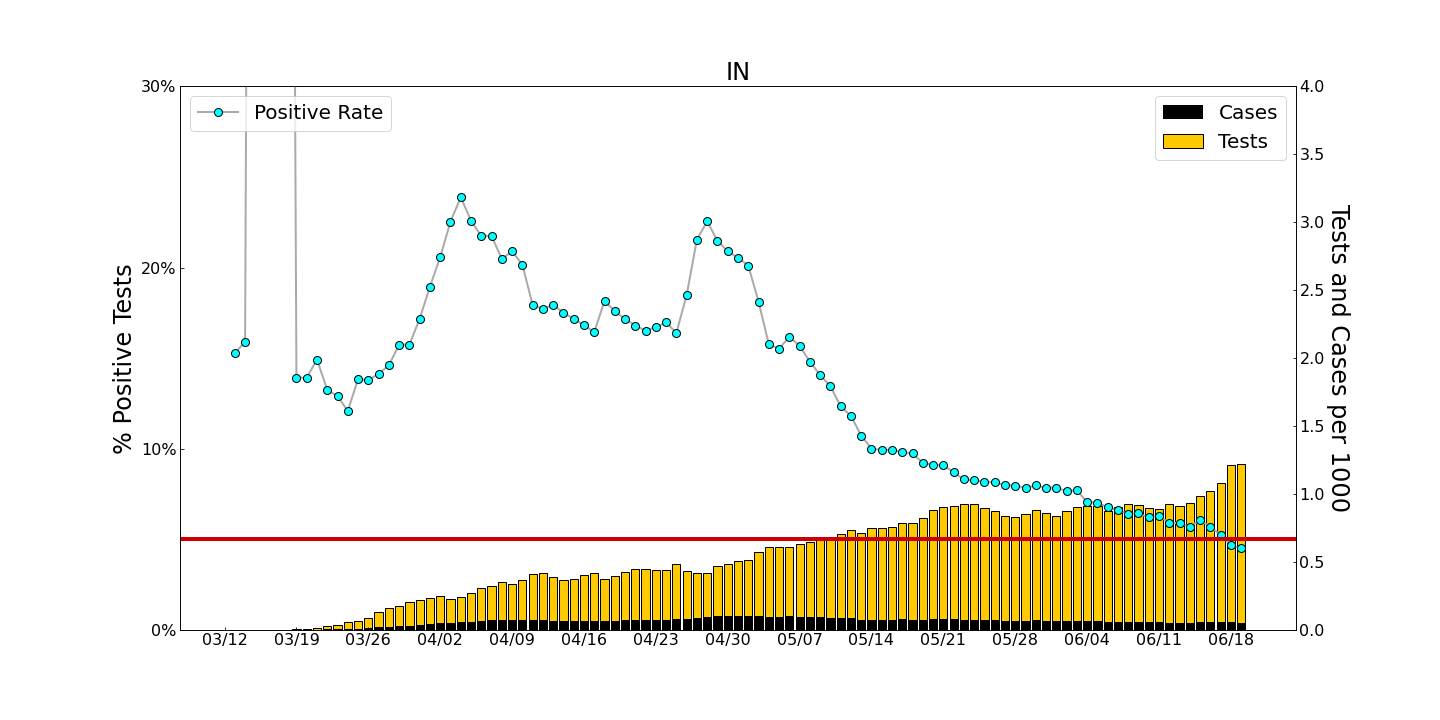 IN
Positive Rate
Cases
Tests
% Positive Tests
30%
20%
10%
0%
Tests and Cases per 1000
4.0
3.5
3.0
2.5
2.0
1.5
1.0
0.5
0.0
03/12 03/19 03/26 04/02 04/09 04/16 04/23 04/30 05/07 05/14 05/21 05/28 06/04 06/11 06/18